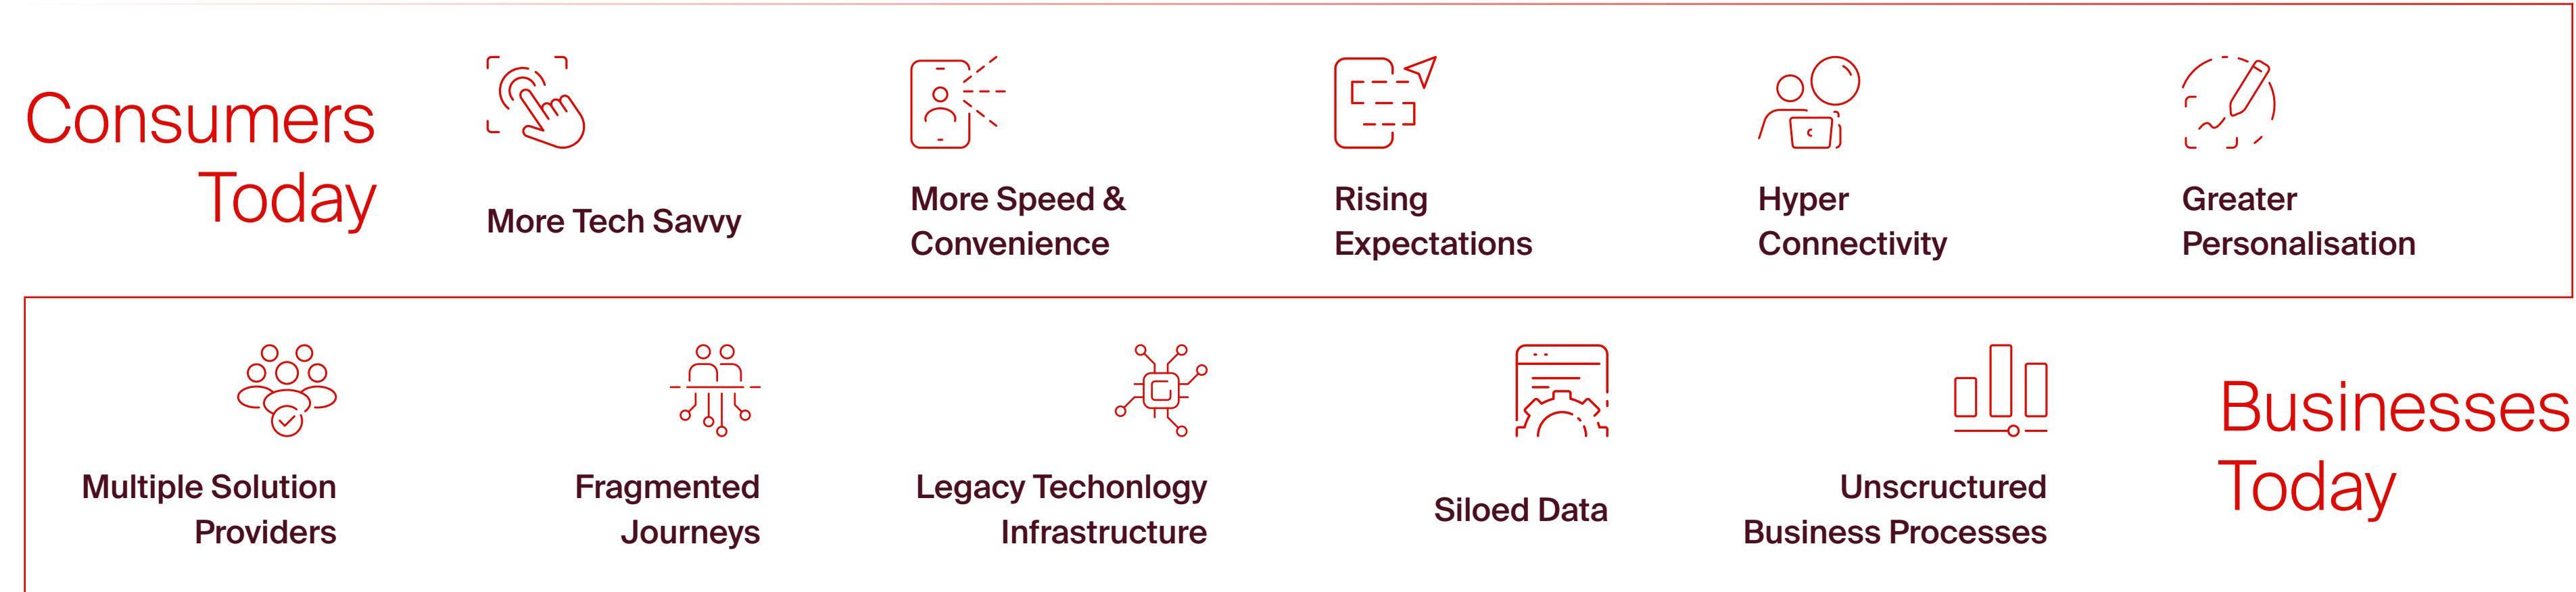 Consumers
Today
More Tech Savvy
More Speed &
Convenience
Rising
Expectations
Hyper
Connectivity
Greater
Personalisation
Multiple Solution
Providers
Fragmented
Journeys
Legacy Techonlogy
Infrastructure
Siloed Data
Unscructured
Business Processes
Businesses
Today